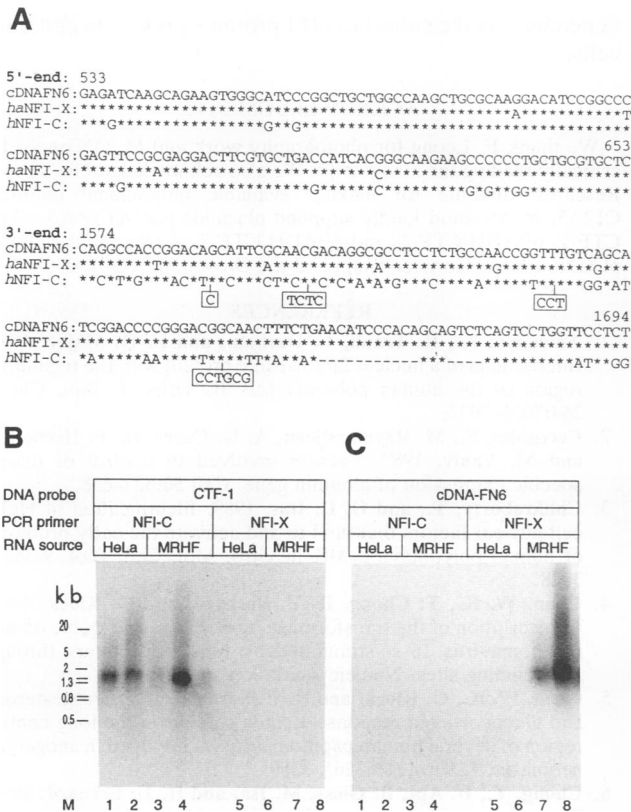 A
5'-end: 533
cDNAFN6: GAGATCAAGCAGAAGTGGGCATCCCGGCTGCTGGCCAAGCTGCGCAAGGACATCCGGCCC
haNFI-X: ***********************************************A***********T
hNFI-C: ***G****************G**G************************************
653
cDNAFN6: GAGTTCCGCGAGGACTTCGTGCTGACCATCACGGGCAAGAAGCCCCCCTGCTGCGTGCTC
haNFI-X: ********A***********************C***************************
hNFI-C: ****G********************G******C*******G*G*GG**************
3'-end: 1574
cDNAFN6: CAGGCCACCGGACAGCATTCGCAACGACAGGCGCCTCCTCTGCCAACCGGTTTGTCAGCA
haNFI-X: ********T***********A***********A************G**********G***
hNFI-C: **C*T*G***AC*T**C****CT*C*T*C*C*A*A*G***C****A*****T*****GG*AT
C TCTC CCT
1694
cDNAFN6: TCGGACCCCGGGACGGCAACTTTCTGAACATCCCACAGCAGTCTCAGTCCTGGTTCCTCT
haNFI-X: ************************************************************
hNFI-C: A****AA****T****TT*A**A*------------------**********AT**GG
CCTGCG
B C
DNA probe CTF-1 cDNA-FN6
PCR primer NFI-C NFI-X NFI-C NFI-X
RNA source HeLa MRHF HeLa MRHF HeLa MRHF HeLa MRHF
kb
20
5
2
1.3
0.8
0.5
M 1 2 3 4 5 6 7 8 1 2 3 4 5 6 7 8